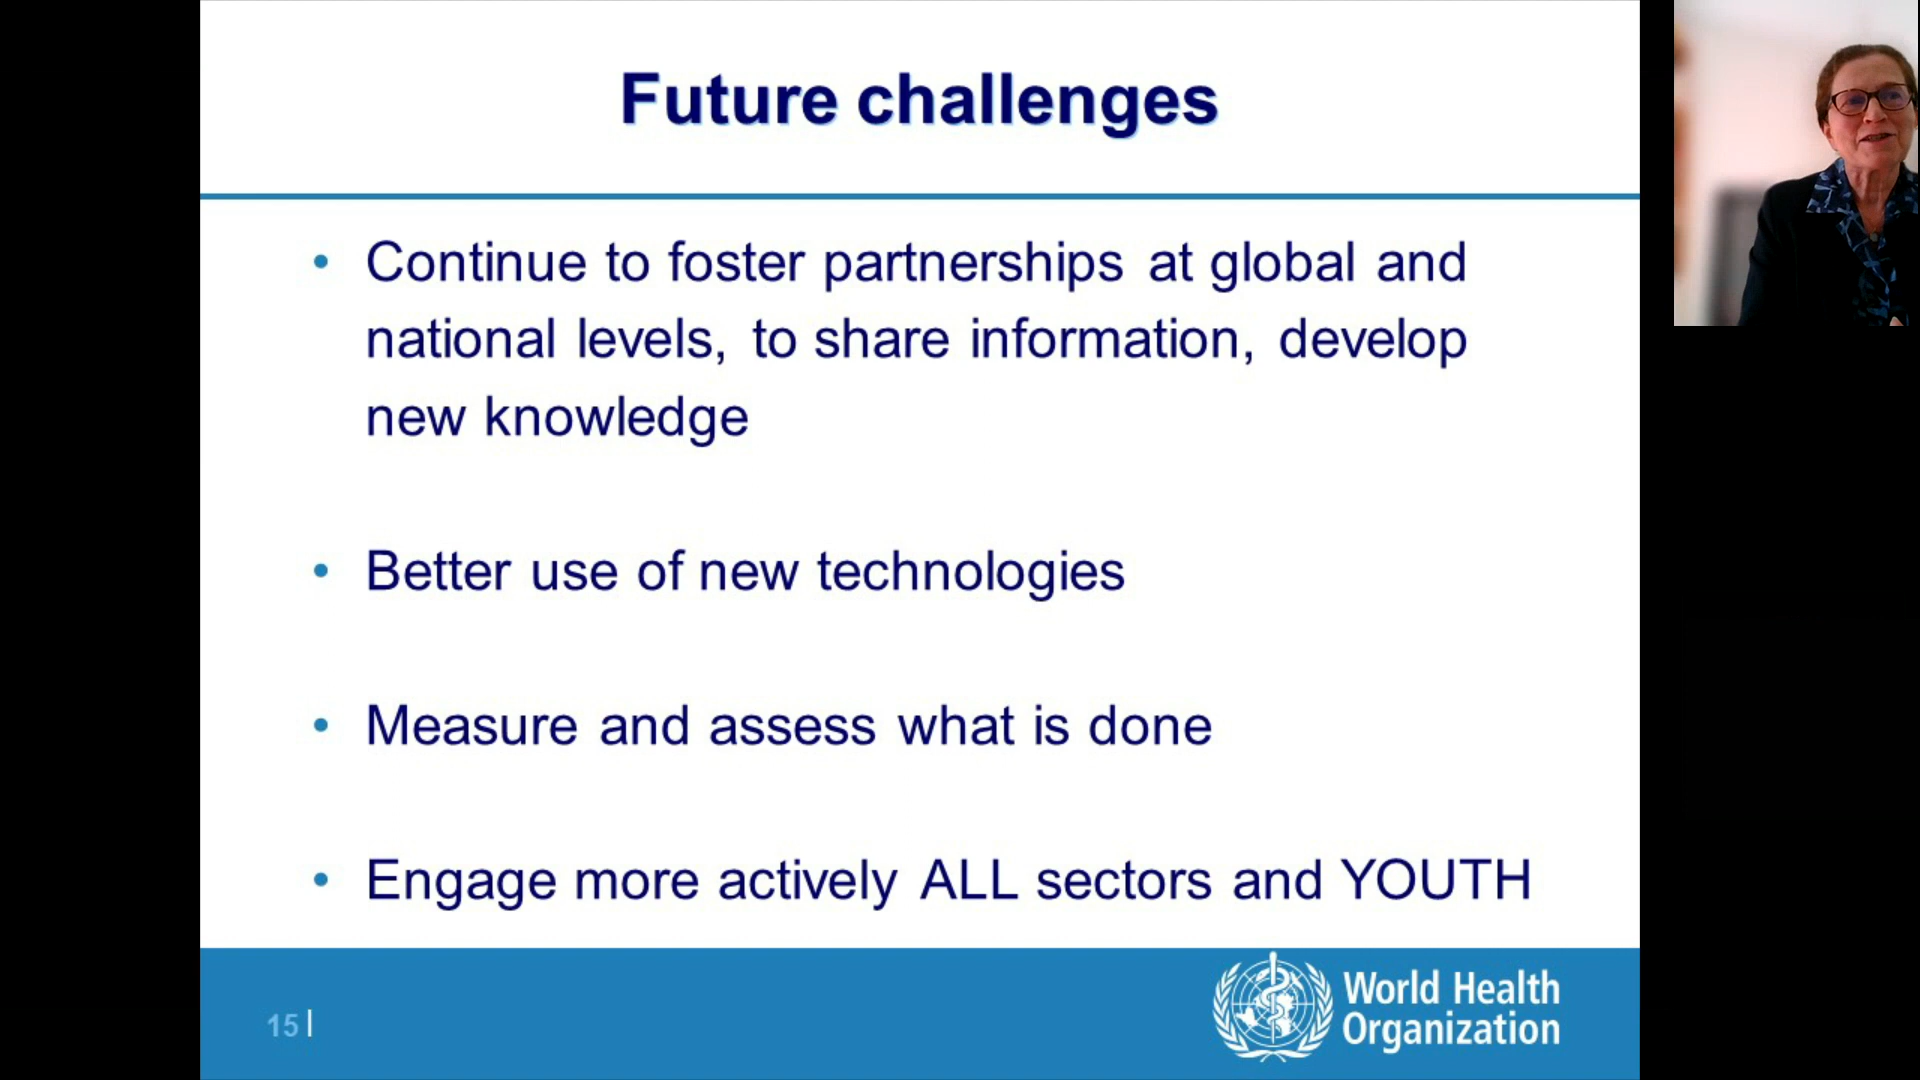 Future challenges
• Continue to foster partnerships at global and
national levels, to share information, develop
new knowledge
• Better use of new technologies
• Measure and assess what is done
• Engage more actively ALL sectors and YOUTH
15 |
World Health
Organization